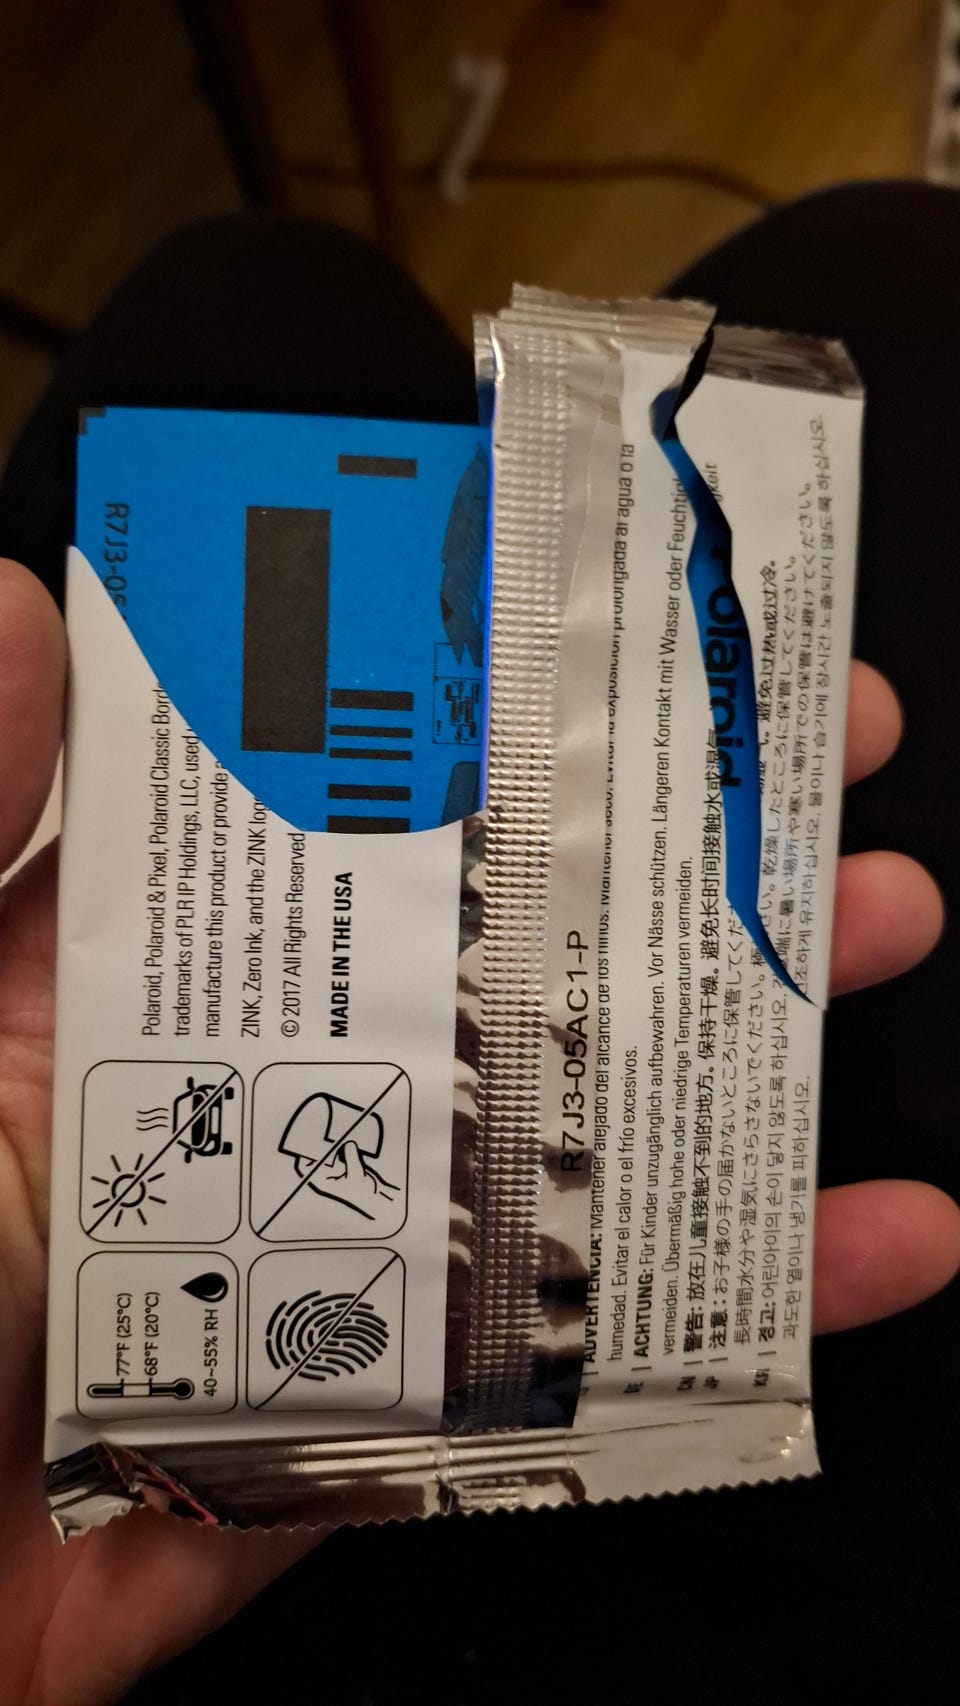 R7J3-05
Polaroid, Polaroid & Pixel, Polaroid Classic Bord
trademarks of PLR IP Holdings, LLC, used
manufacture this product or provide
ZINK, Zero Ink, and the ZINK log
©2017 All Rights Reserved
MADE IN THE USA
77°F (25°C)
68°F (20°C)
40~55% RH
R7J3-05AC1-P
ADVERTENCIA: Mantener alejado del alcance de los niños. Mantener seco. Evitar la exposición prolongada al agua o la
humedad. Evitar el calor o el frío excesivos.
DE | ACHTUNG: Für Kinder unzugänglich aufbewahren. Vor Nässe schützen. Längeren Kontakt mit Wasser oder Feuchtigkeit
vermeiden. Übermäßig hohe oder niedrige Temperaturen vermeiden.
CN | 警告: 放在儿童接触不到的地方。保持干燥。避免长时间接触水或湿气。避免过热或过冷。
JP | 注意: お子様の手の届かないところに保管してください。乾燥したところに保管してください。
長時間水分や湿気にさらさないでください。極端に暑い場所や寒い場所での保管は避けてください。
KR | 경고: 어린아이의 손이 닿지 않도록 하십시오. 건조하게 유지하십시오. 물이나 습기에 장시간 노출되지 않도록 하십시오.
과도한 열이나 냉기를 피하십시오.
Polaroid